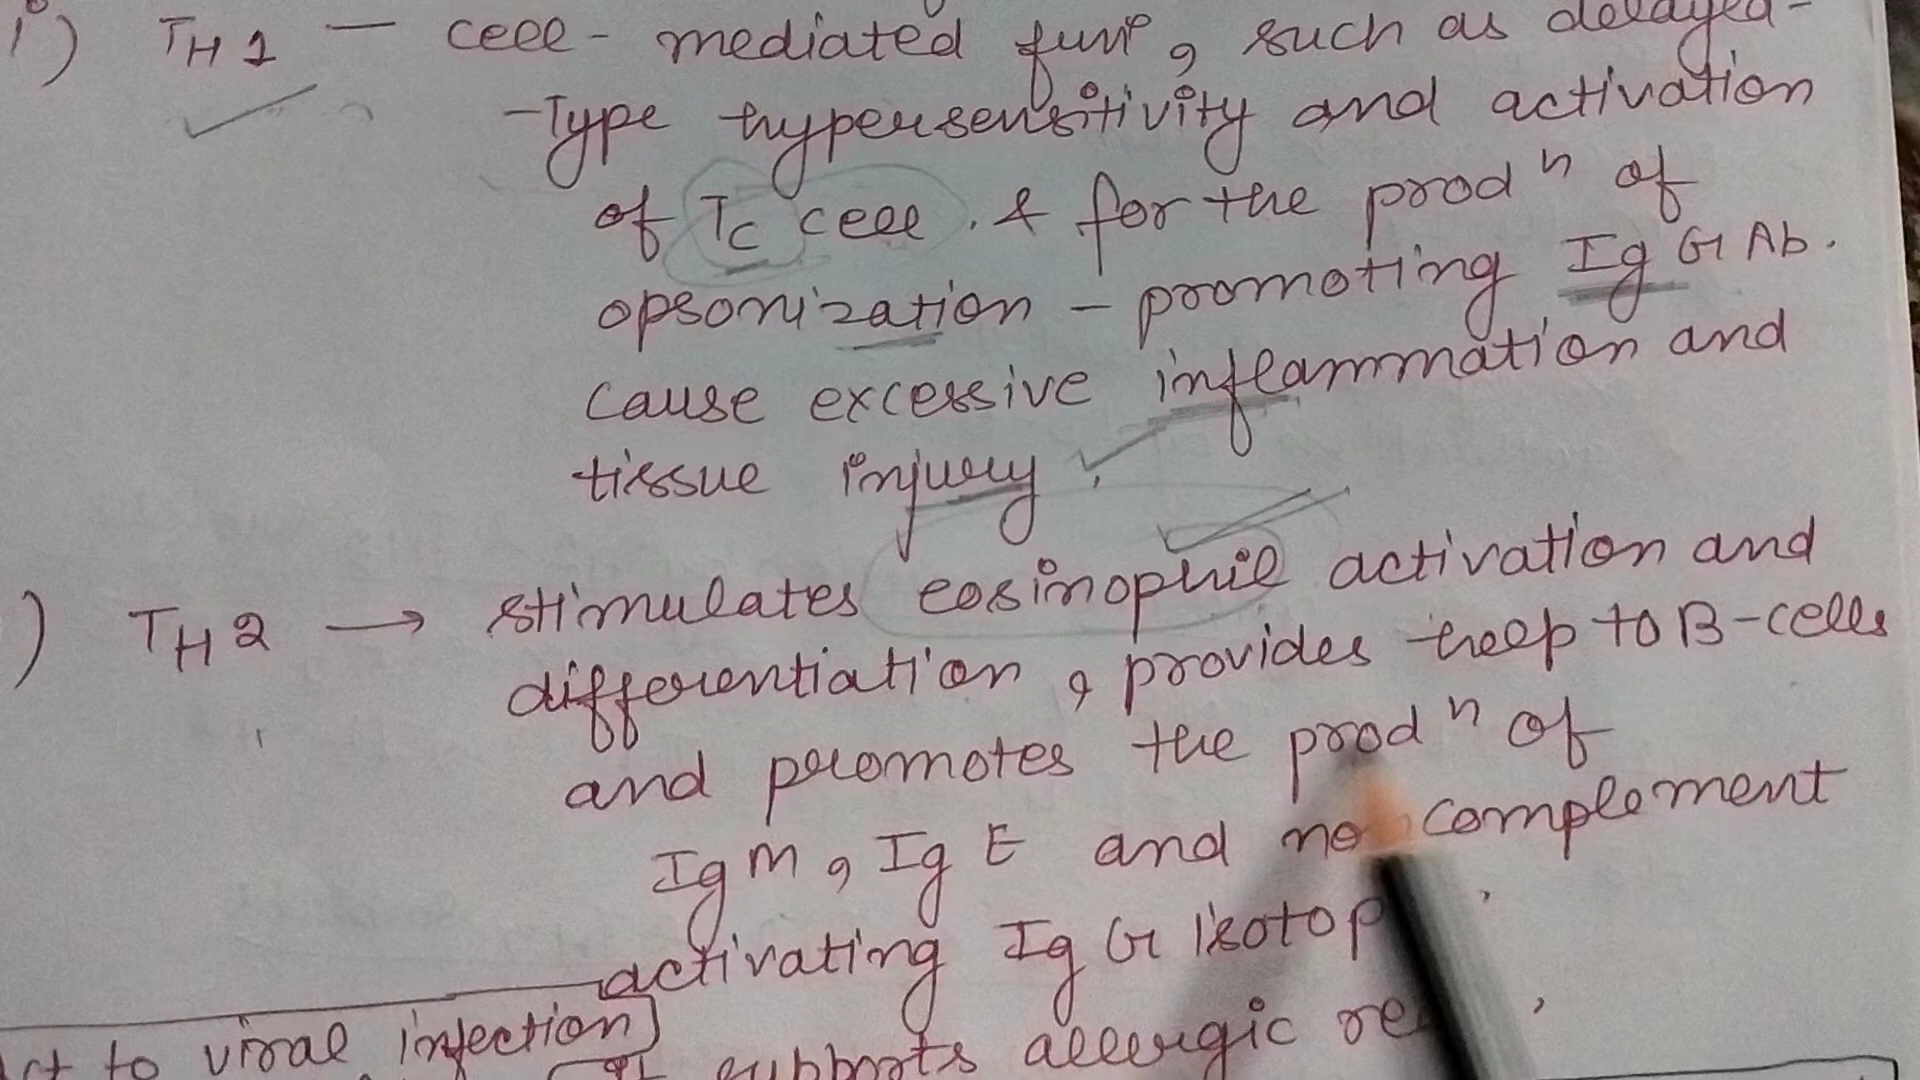 i) TH1 — cell-mediated funⁿ, such as delayed-
-Type hypersensitivity and activation
of Tc cell. & for the prodⁿ of
opsonization - promoting IgG Ab.
cause excessive inflammation and
tissue injury.
) TH2 → stimulates eosinophil activation and
differentiation, provides help to B-cells
and promotes the prodⁿ of
IgM, IgE and no complement
activating IgG isotop
supports allergic
to viral infection